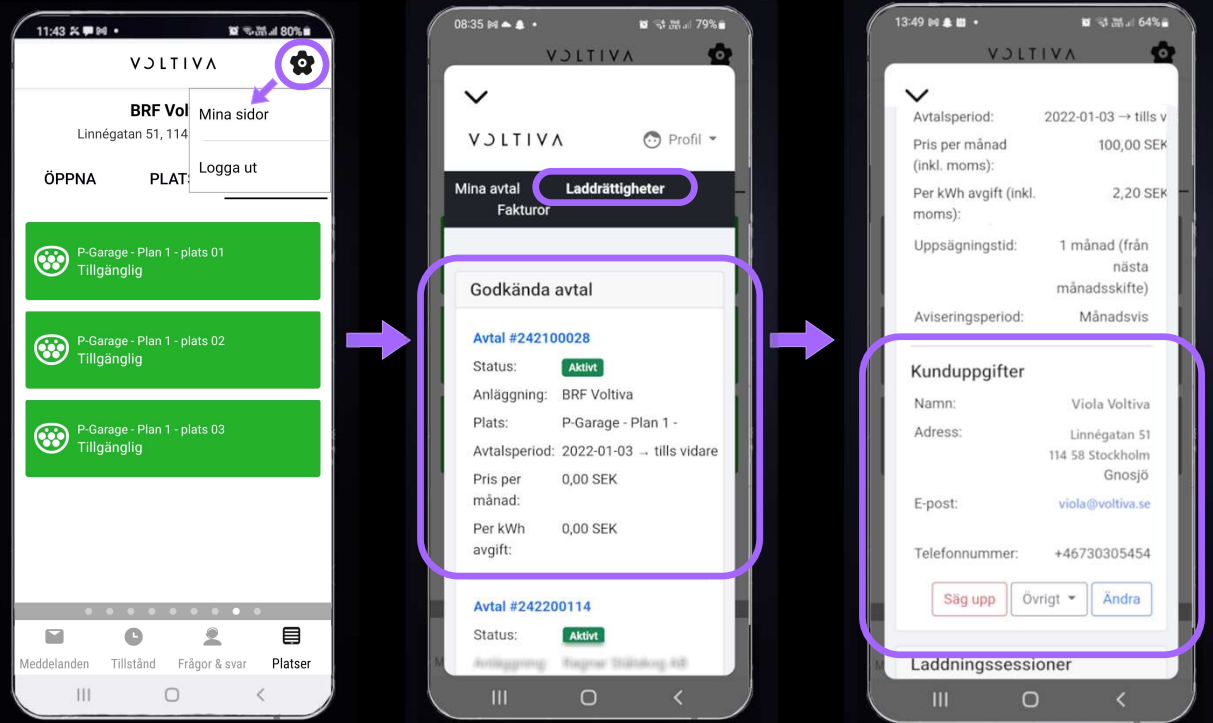 11:43
80%
VOLTIVA
BRF Vol
Linnégatan 51, 114
Mina sidor
Logga ut
ÖPPNA
PLATS
P-Garage - Plan 1 - plats 01
Tillgänglig
P-Garage - Plan 1 - plats 02
Tillgänglig
P-Garage - Plan 1 - plats 03
Tillgänglig
Meddelanden
Tillstånd
Frågor & svar
Platser
08:35
79%
VOLTIVA
VOLTIVA
Profil
Mina avtal
Laddrättigheter
Fakturor
Godkända avtal
Avtal #242100028
Status: Aktivt
Anläggning: BRF Voltiva
Plats: P-Garage - Plan 1 -
Avtalsperiod: 2022-01-03 → tills vidare
Pris per 0,00 SEK
månad:
Per kWh 0,00 SEK
avgift:
Avtal #242200114
Status: Aktivt
13:49
64%
VOLTIVA
Avtalsperiod: 2022-01-03 → tills v
Pris per månad 100,00 SEK
(inkl. moms):
Per kWh avgift (inkl. 2,20 SEK
moms):
Uppsägningstid: 1 månad (från
nästa
månadsskifte)
Aviseringsperiod: Månadsvis
Kunduppgifter
Namn: Viola Voltiva
Adress: Linnégatan 51
114 58 Stockholm
Gnosjö
E-post: viola@voltiva.se
Telefonnummer: +46730305454
Säg upp
Övrigt
Ändra
Laddningssessioner